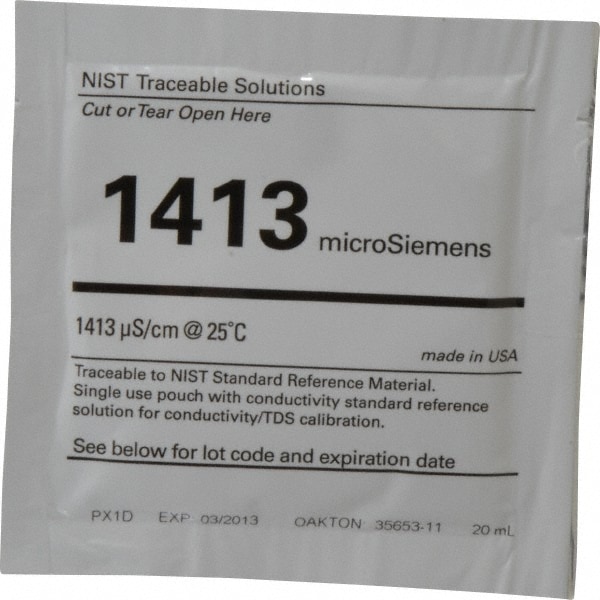 NIST Traceable Solutions
Cut or Tear Open Here
1413 microSiemens
1413 µS/cm @ 25°C
made in USA
Traceable to NIST Standard Reference Material.
Single use pouch with conductivity standard reference
solution for conductivity/TDS calibration.
See below for lot code and expiration date
PX1D EXP 03/2013 OAKTON 35653-11 20 mL